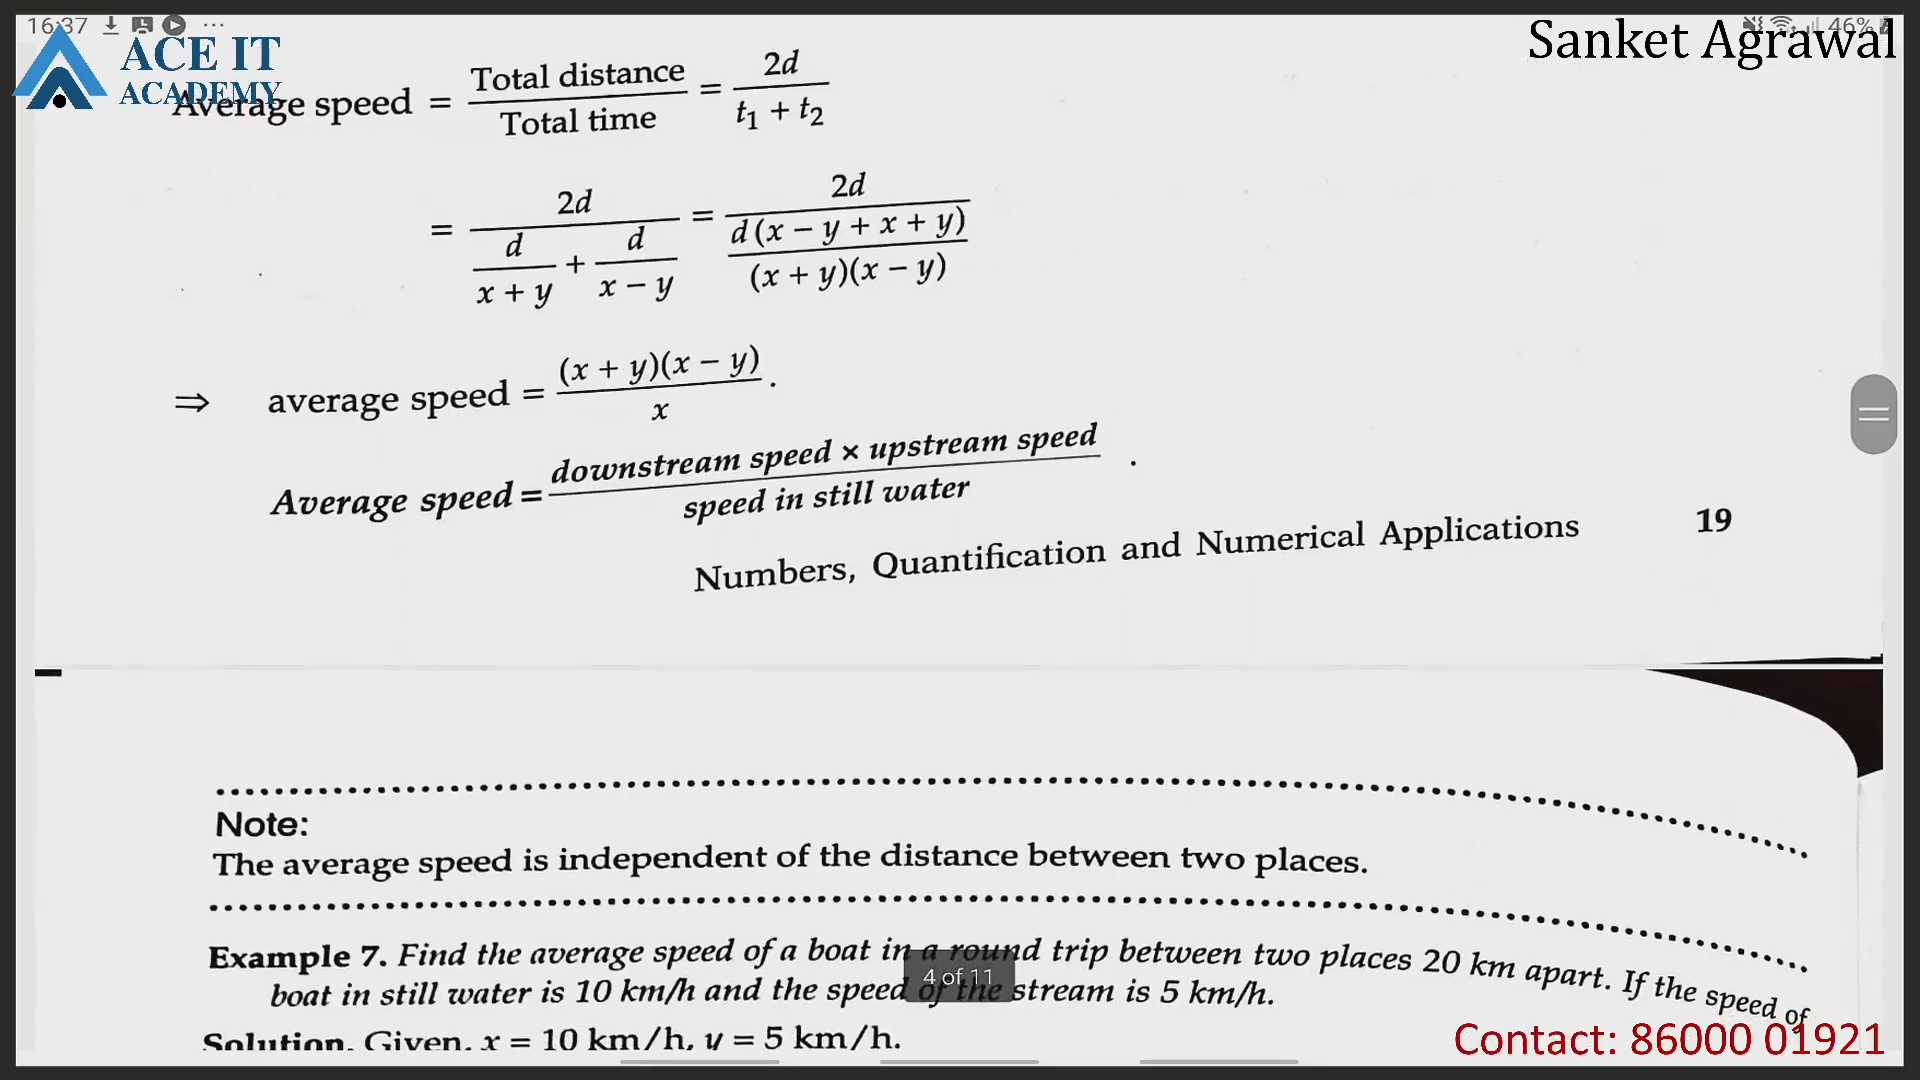 16:37
46%
Sanket Agrawal
ACE IT
ACADEMY
Average speed = Total distance / Total time = 2d / t₁ + t₂
= 2d / (d / x + y + d / x − y) = 2d / (d (x − y + x + y) / (x + y)(x − y))
⇒ average speed = (x + y)(x − y) / x .
Average speed = downstream speed × upstream speed / speed in still water .
Numbers, Quantification and Numerical Applications 19
Note:
The average speed is independent of the distance between two places.
Example 7. Find the average speed of a boat in a round trip between two places 20 km apart. If the speed of
boat in still water is 10 km/h and the speed of the stream is 5 km/h.
4 of 11
Solution. Given, x = 10 km/h, y = 5 km/h.
Contact: 86000 01921